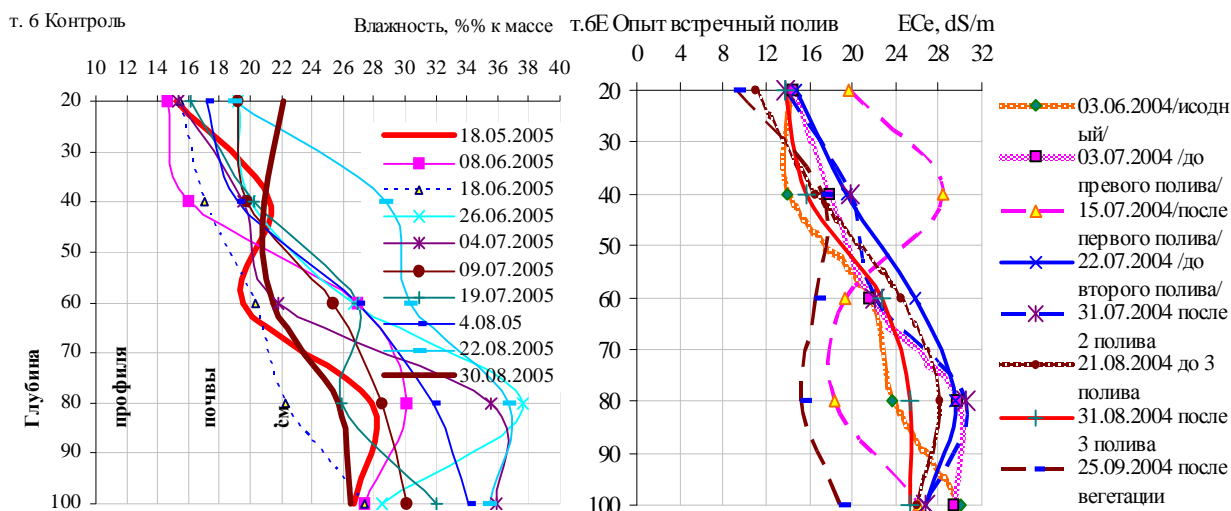 т. 6 Контроль
Влажность, %% к массе
10 12 14 16 18 20 22 24 26 28 30 32 34 36 38 40
20
30
40
50
60
70
80
90
100
Глубина
профиля
почвы
см
18.05.2005
08.06.2005
18.06.2005
26.06.2005
04.07.2005
09.07.2005
19.07.2005
4.08.05
22.08.2005
30.08.2005
т.6Е Опыт встречный полив
ECe, dS/m
0 4 8 12 16 20 24 28 32
20
30
40
50
60
70
80
90
100
03.06.2004/исодн
ый/
03.07.2004 /до
превого полива/
15.07.2004/после
первого полива/
22.07.2004 /до
второго полива/
31.07.2004 после
2 полива
21.08.2004 до 3
полива
31.08.2004 после
3 полива
25.09.2004 после
вегетации